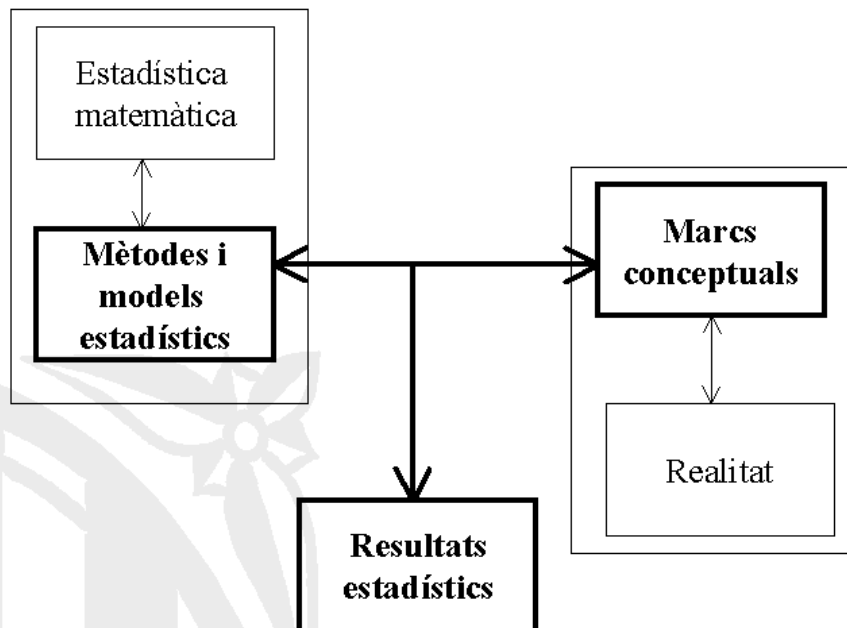 Estadística
matemàtica
Mètodes i
models
estadístics
Marcs
conceptuals
Realitat
Resultats
estadístics